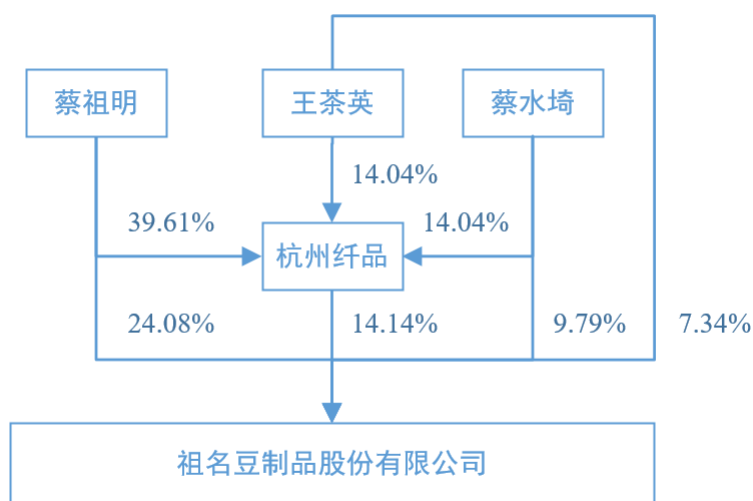 蔡祖明
王茶英
蔡水埼
14.04%
39.61%
14.04%
杭州纤品
24.08%
14.14%
9.79%
7.34%
祖名豆制品股份有限公司